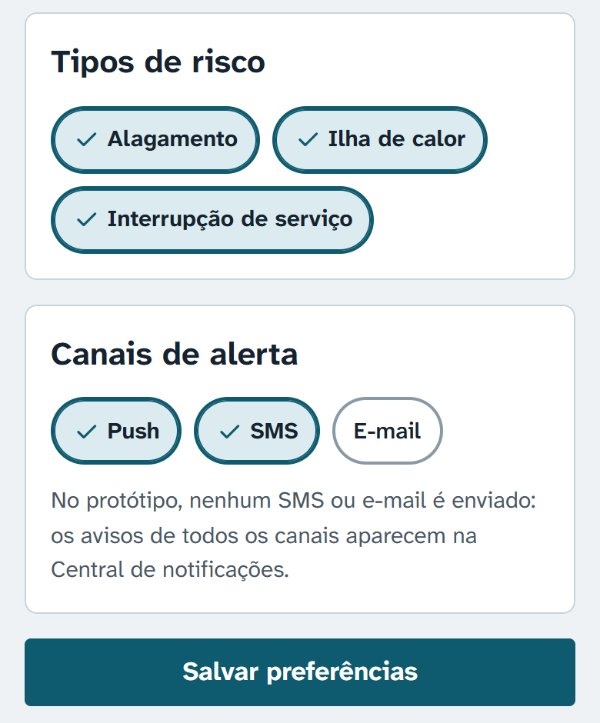 Tipos de risco
Alagamento
Ilha de calor
Interrupção de serviço
Canais de alerta
Push
SMS
E-mail
No protótipo, nenhum SMS ou e-mail é enviado:
os avisos de todos os canais aparecem na
Central de notificações.
Salvar preferências